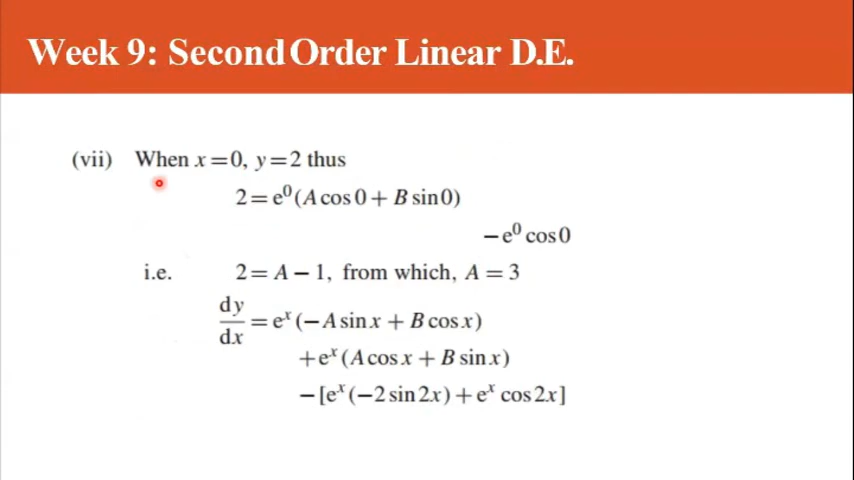 Week 9: Second Order Linear D.E.
(vii) When x=0, y=2 thus
2=e⁰(A cos 0+ B sin 0)
−e⁰ cos 0
i.e. 2= A − 1, from which, A = 3
dy/dx = eˣ(−A sin x + B cos x)
+eˣ(A cos x + B sin x)
−[eˣ(−2 sin 2x)+eˣ cos 2x]